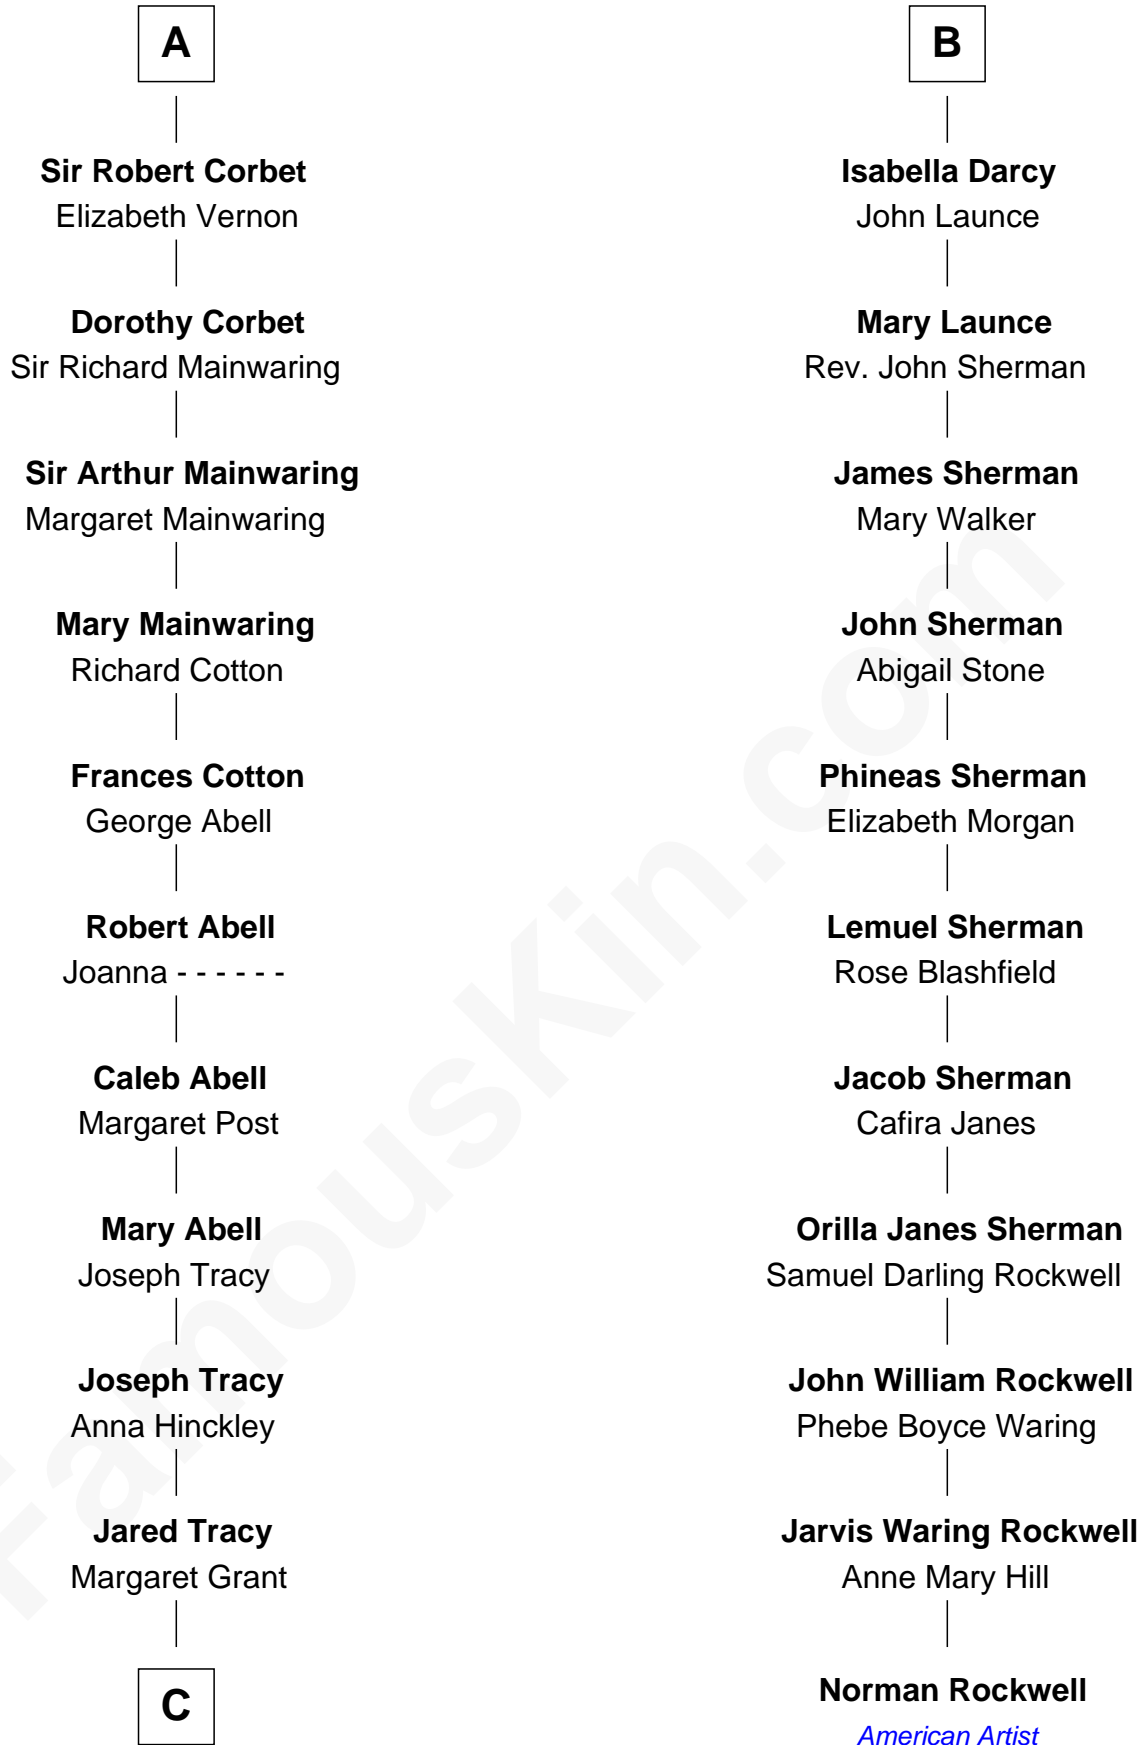 A
Sir Robert Corbet
Elizabeth Vernon
Dorothy Corbet
Sir Richard Mainwaring
Sir Arthur Mainwaring
Margaret Mainwaring
Mary Mainwaring
Richard Cotton
Frances Cotton
George Abell
Robert Abell
Joanna - - - - - -
Caleb Abell
Margaret Post
Mary Abell
Joseph Tracy
Joseph Tracy
Anna Hinckley
Jared Tracy
Margaret Grant
C
B
Isabella Darcy
John Launce
Mary Launce
Rev. John Sherman
James Sherman
Mary Walker
John Sherman
Abigail Stone
Phineas Sherman
Elizabeth Morgan
Lemuel Sherman
Rose Blashfield
Jacob Sherman
Cafira Janes
Orilla Janes Sherman
Samuel Darling Rockwell
John William Rockwell
Phebe Boyce Waring
Jarvis Waring Rockwell
Anne Mary Hill
Norman Rockwell
American Artist
FamousKin.com